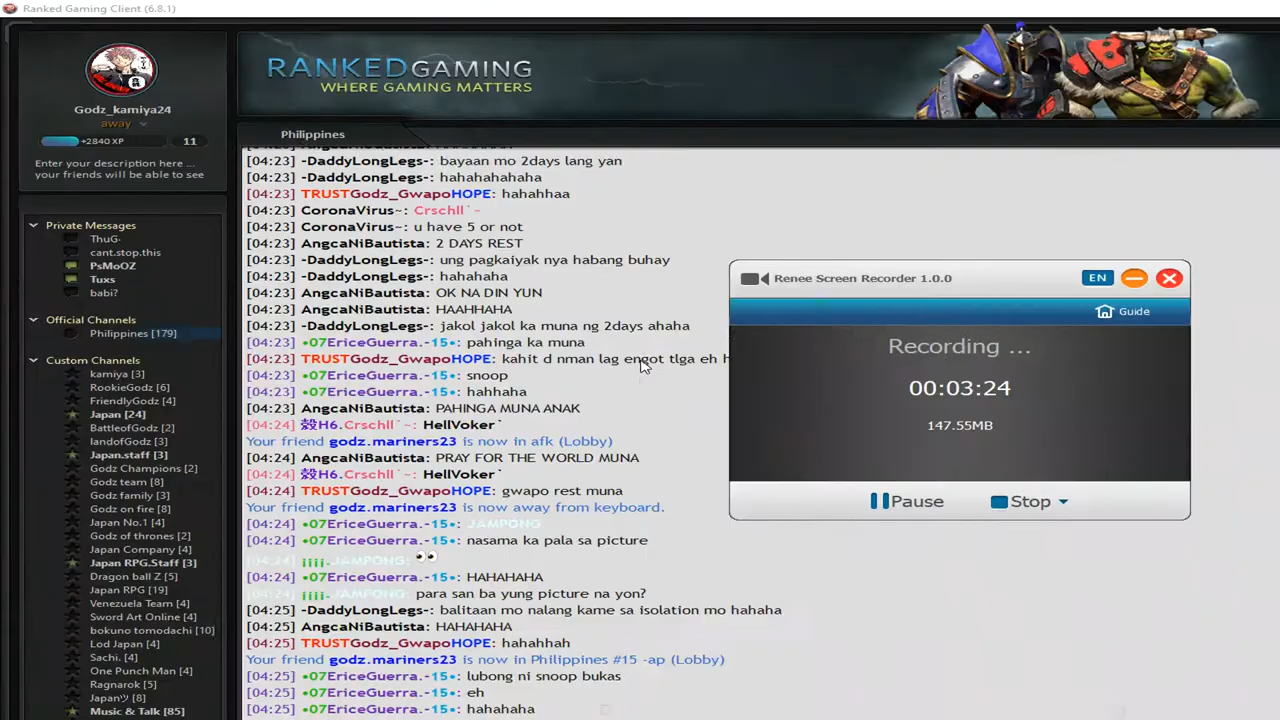 Ranked Gaming Client (6.8.1)
Godz_kamiya24
away
+2840 XP
11
Enter your description here ...
your friends will be able to see
Private Messages
ThuG·
cant.stop.this
PsMoOZ
Tuxs
babi?
Official Channels
Philippines [179]
Custom Channels
kamiya [3]
RookieGodz [6]
FriendlyGodz [4]
Japan [24]
BattleofGodz [2]
landofGodz [3]
Japan.staff [3]
Godz Champions [2]
Godz team [8]
Godz family [3]
Godz on fire [8]
Japan No.1 [4]
Godz of thrones [2]
Japan Company [4]
Japan RPG.Staff [3]
Dragon ball Z [5]
Japan RPG [19]
Venezuela Team [4]
Sword Art Online [4]
bokuno tomodachi [10]
Lod Japan [4]
Sachi. [4]
One Punch Man [4]
Ragnarok [5]
Japanツ [8]
Music & Talk [85]
RANKEDGAMING
WHERE GAMING MATTERS
Philippines
[04:23] -DaddyLongLegs-: bayaan mo 2days lang yan
[04:23] -DaddyLongLegs-: hahahahahaha
[04:23] TRUSTGodz_GwapoHOPE: hahahhaa
[04:23] CoronaVirus~: Crschll`~
[04:23] CoronaVirus~: u have 5 or not
[04:23] AngcaNiBautista: 2 DAYS REST
[04:23] -DaddyLongLegs-: ung pagkaiyak nya habang buhay
[04:23] -DaddyLongLegs-: hahahaha
[04:23] AngcaNiBautista: OK NA DIN YUN
[04:23] AngcaNiBautista: HAAHHAHA
[04:23] -DaddyLongLegs-: jakol jakol ka muna ng 2days ahaha
[04:23] •07EriceGuerra.-15•: pahinga ka muna
[04:23] TRUSTGodz_GwapoHOPE: kahit d nman lag engot tlga eh h
[04:23] •07EriceGuerra.-15•: snoop
[04:23] •07EriceGuerra.-15•: hahhaha
[04:23] AngcaNiBautista: PAHINGA MUNA ANAK
[04:24] 毅H6.Crschll`~: HellVoker`
Your friend godz.mariners23 is now in afk (Lobby)
[04:24] AngcaNiBautista: PRAY FOR THE WORLD MUNA
[04:24] 毅H6.Crschll`~: HellVoker`
[04:24] TRUSTGodz_GwapoHOPE: gwapo rest muna
Your friend godz.mariners23 is now away from keyboard.
[04:24] •07EriceGuerra.-15•: JAMPONG
[04:24] •07EriceGuerra.-15•: nasama ka pala sa picture
[04:24] ¡¡¡¡.JAMPONG: 👀
[04:24] •07EriceGuerra.-15•: HAHAHAHA
[04:24] ¡¡¡¡.JAMPONG: para san ba yung picture na yon?
[04:25] -DaddyLongLegs-: balitaan mo nalang kame sa isolation mo hahaha
[04:25] AngcaNiBautista: HAHAHAHA
[04:25] TRUSTGodz_GwapoHOPE: hahahhah
Your friend godz.mariners23 is now in Philippines #15 -ap (Lobby)
[04:25] •07EriceGuerra.-15•: lubong ni snoop bukas
[04:25] •07EriceGuerra.-15•: eh
[04:25] •07EriceGuerra.-15•: hahahaha
Renee Screen Recorder 1.0.0
EN
Guide
Recording ...
00:03:24
147.55MB
Pause
Stop